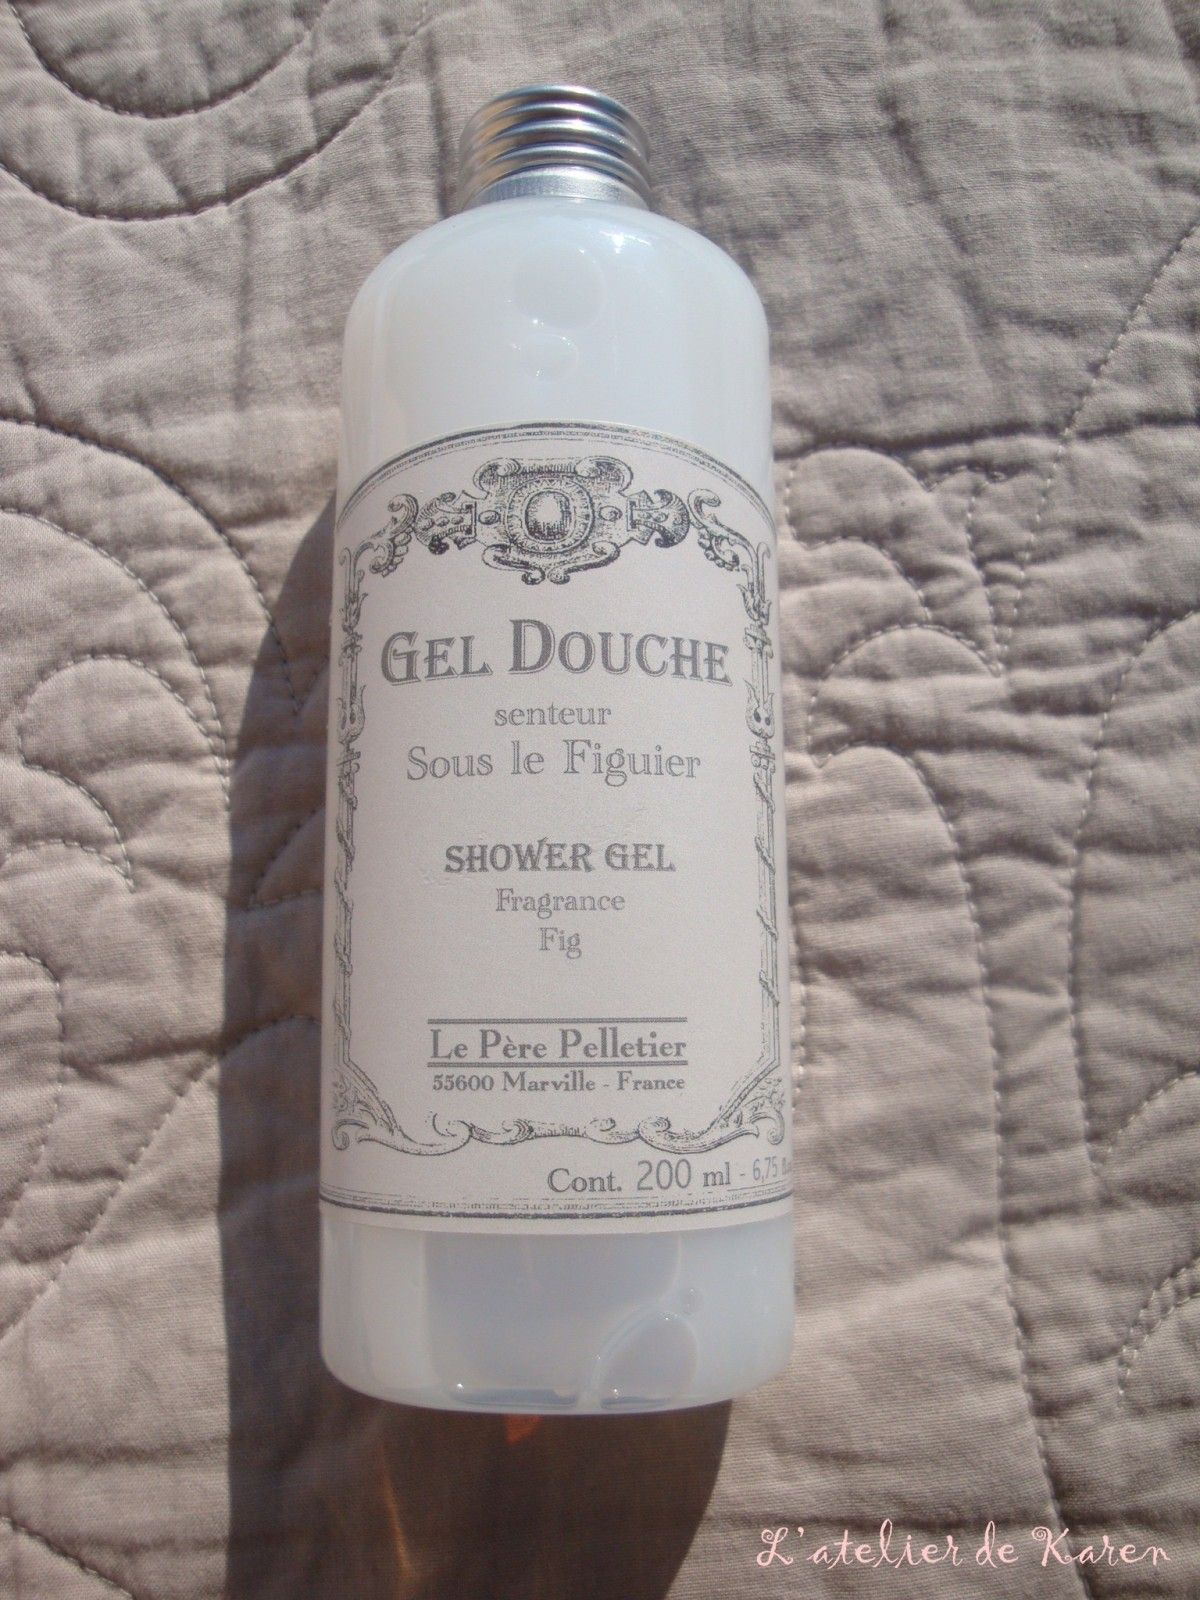 GEL DOUCHE
senteur
Sous le Figuier
SHOWER GEL
Fragrance
Fig
Le Père Pelletier
55600 Marville - France
Cont. 200 ml - 6,75
L'atelier de Karen